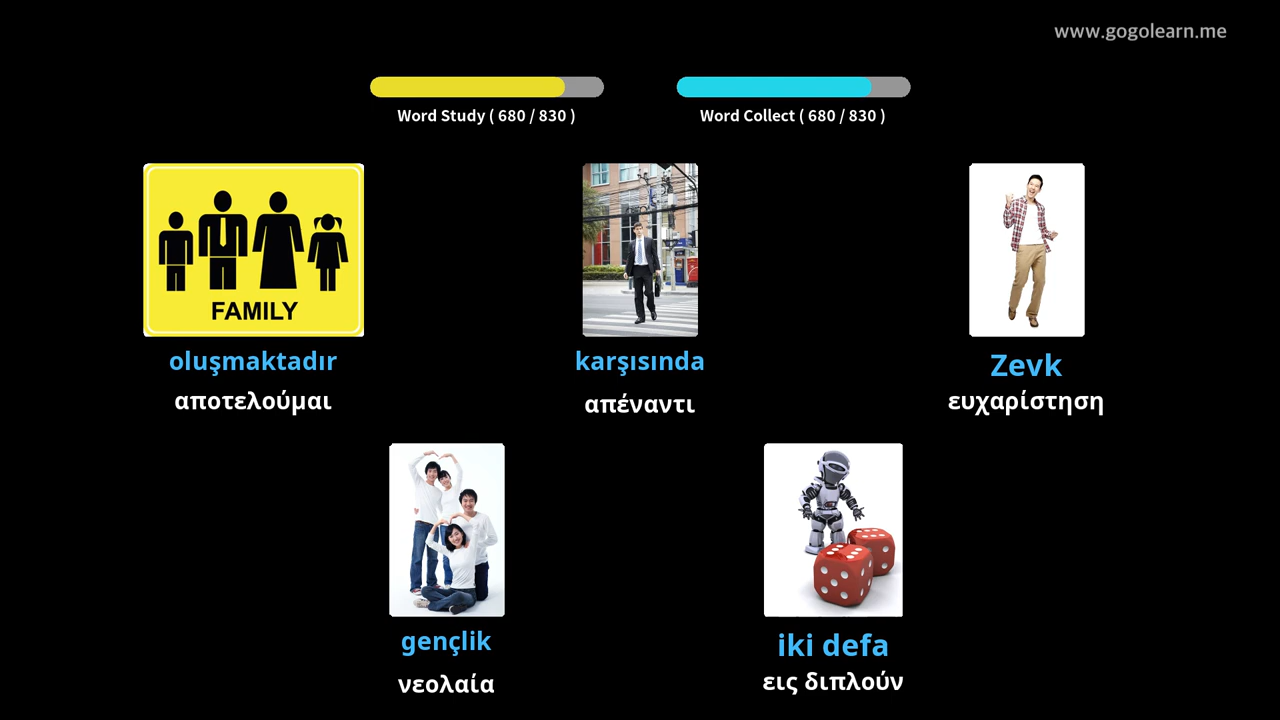 www.gogolearn.me
Word Study ( 680 / 830 )
Word Collect ( 680 / 830 )
FAMILY
oluşmaktadır
αποτελούμαι
karşısında
απέναντι
Zevk
ευχαρίστηση
gençlik
νεολαία
iki defa
εις διπλούν